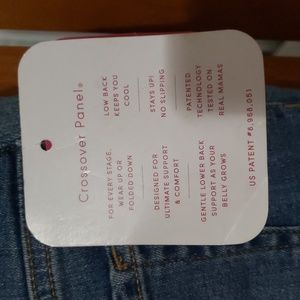 Crossover Panel®
FOR EVERY STAGE,
WEAR UP OR
FOLDED DOWN
LOW BACK
KEEPS YOU
COOL
DESIGNED FOR
ULTIMATE SUPPORT
& COMFORT
STAYS UP!
NO SLIPPING
GENTLE LOWER BACK
SUPPORT AS YOUR
BELLY GROWS
PATENTED
TECHNOLOGY
TESTED ON
REAL MAMAS
US PATENT #6,968,051